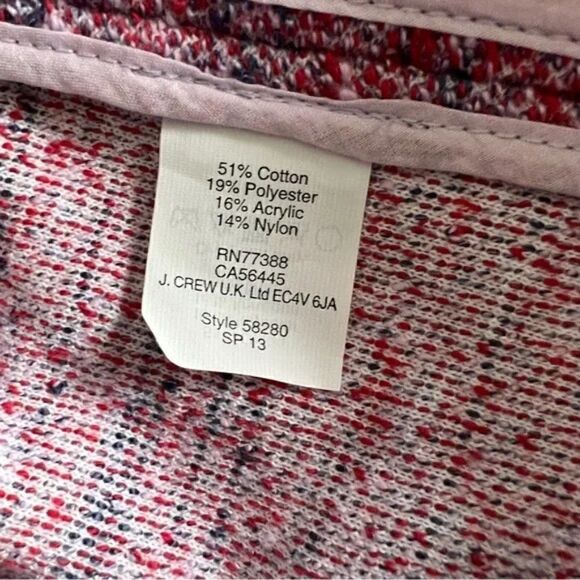 51% Cotton
19% Polyester
16% Acrylic
14% Nylon
RN77388
CA56445
J. CREW U.K. Ltd EC4V 6JA
Style 58280
SP 13